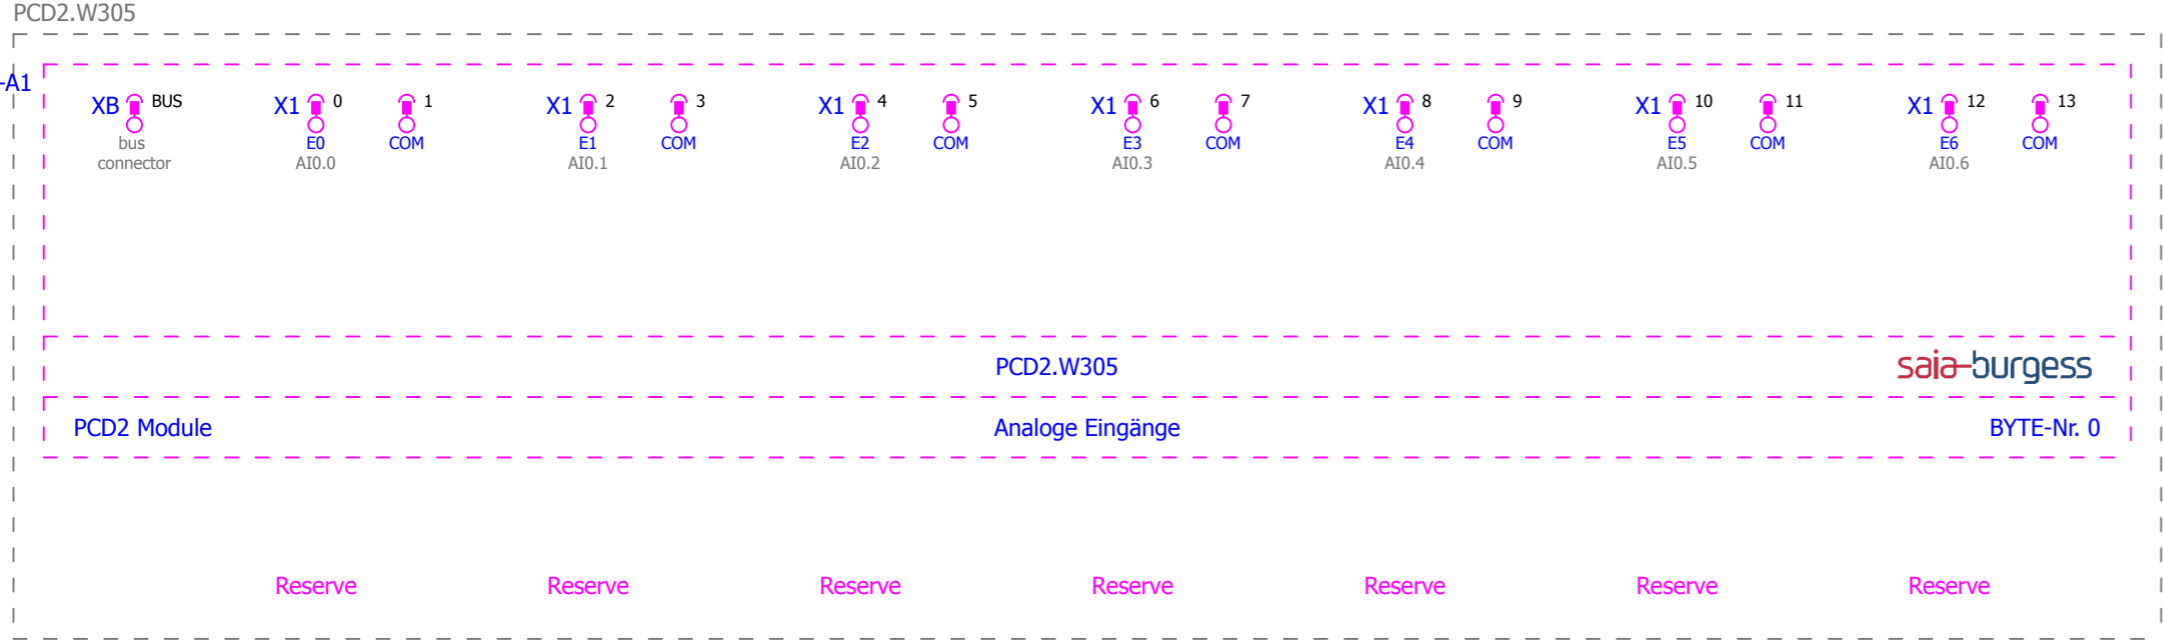 PCD2.W305
-A1
XB BUS X1 0 1 X1 2 3 X1 4 5 X1 6 7 X1 8 9 X1 10 11 X1 12 13
bus E0 COM E1 COM E2 COM E3 COM E4 COM E5 COM E6 COM
connector AI0.0 AI0.1 AI0.2 AI0.3 AI0.4 AI0.5 AI0.6
PCD2.W305 saia-burgess
PCD2 Module Analoge Eingänge BYTE-Nr. 0
Reserve Reserve Reserve Reserve Reserve Reserve Reserve